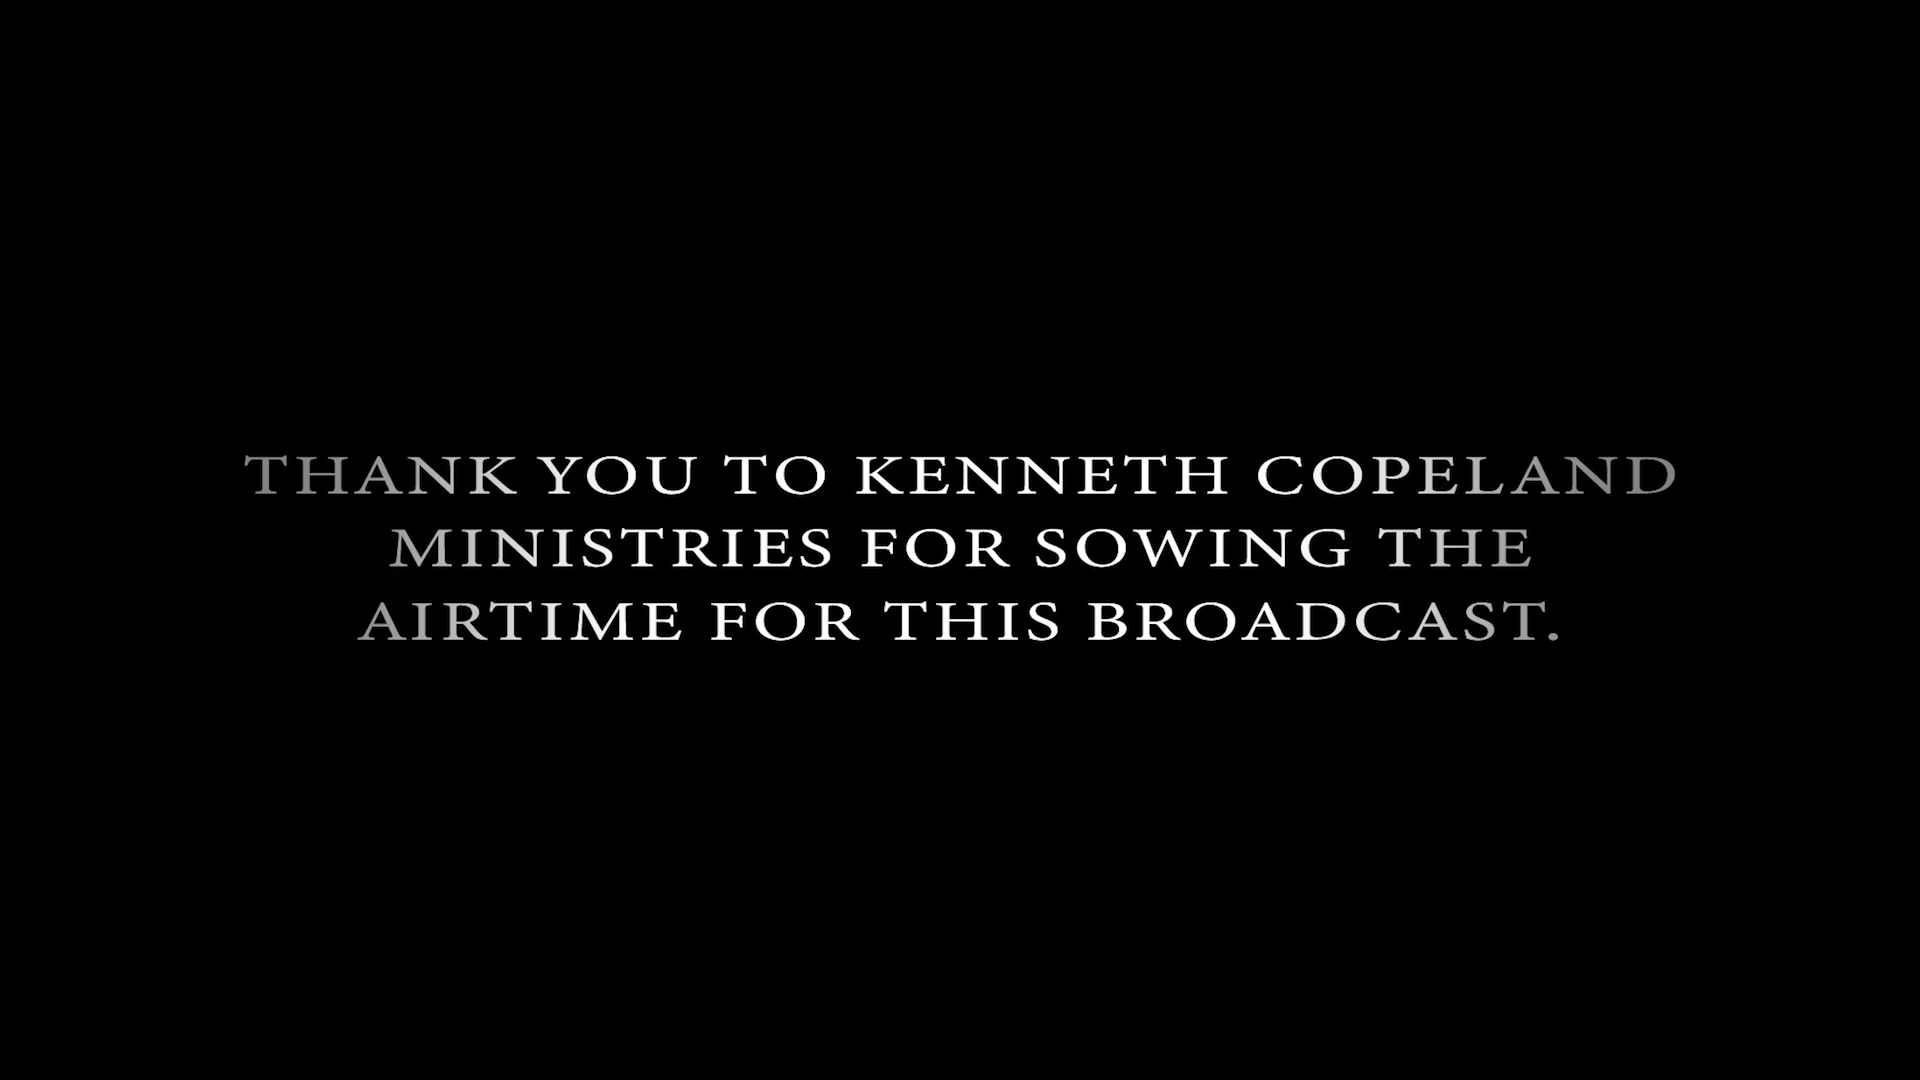 THANK YOU TO KENNETH COPELAND
MINISTRIES FOR SOWING THE
AIRTIME FOR THIS BROADCAST.